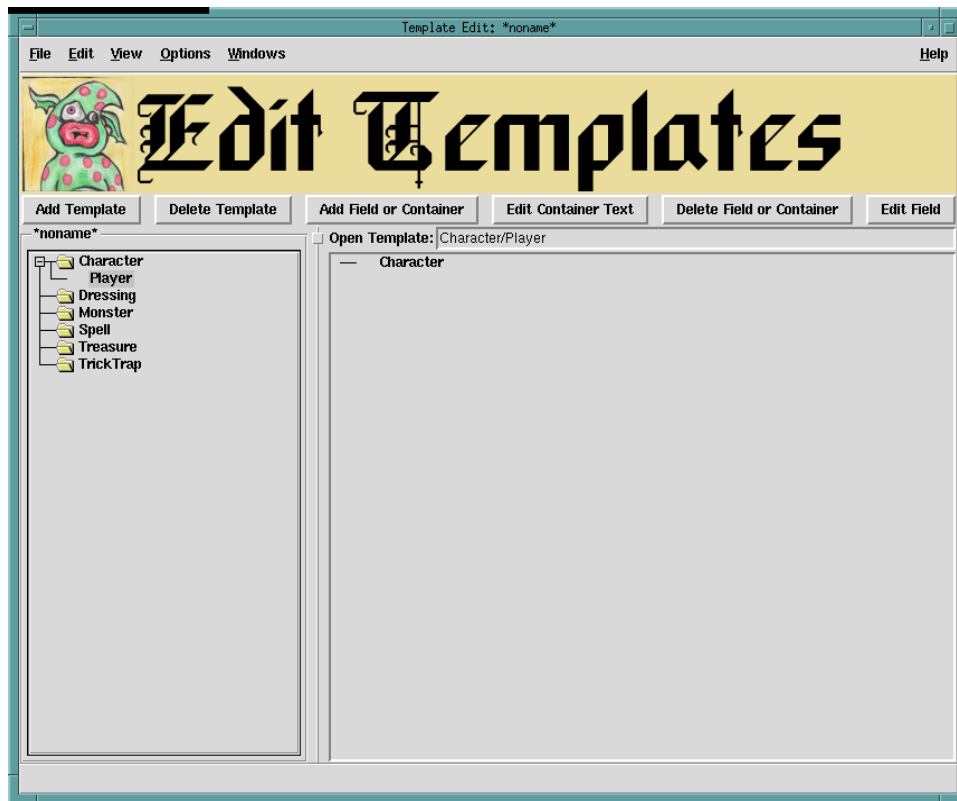 Template Edit: *noname*
File Edit View Options Windows Help
Edit Templates
Add Template Delete Template Add Field or Container Edit Container Text Delete Field or Container Edit Field
*noname*
Open Template: Character/Player
Character
Player
Dressing
Monster
Spell
Treasure
TrickTrap
Character